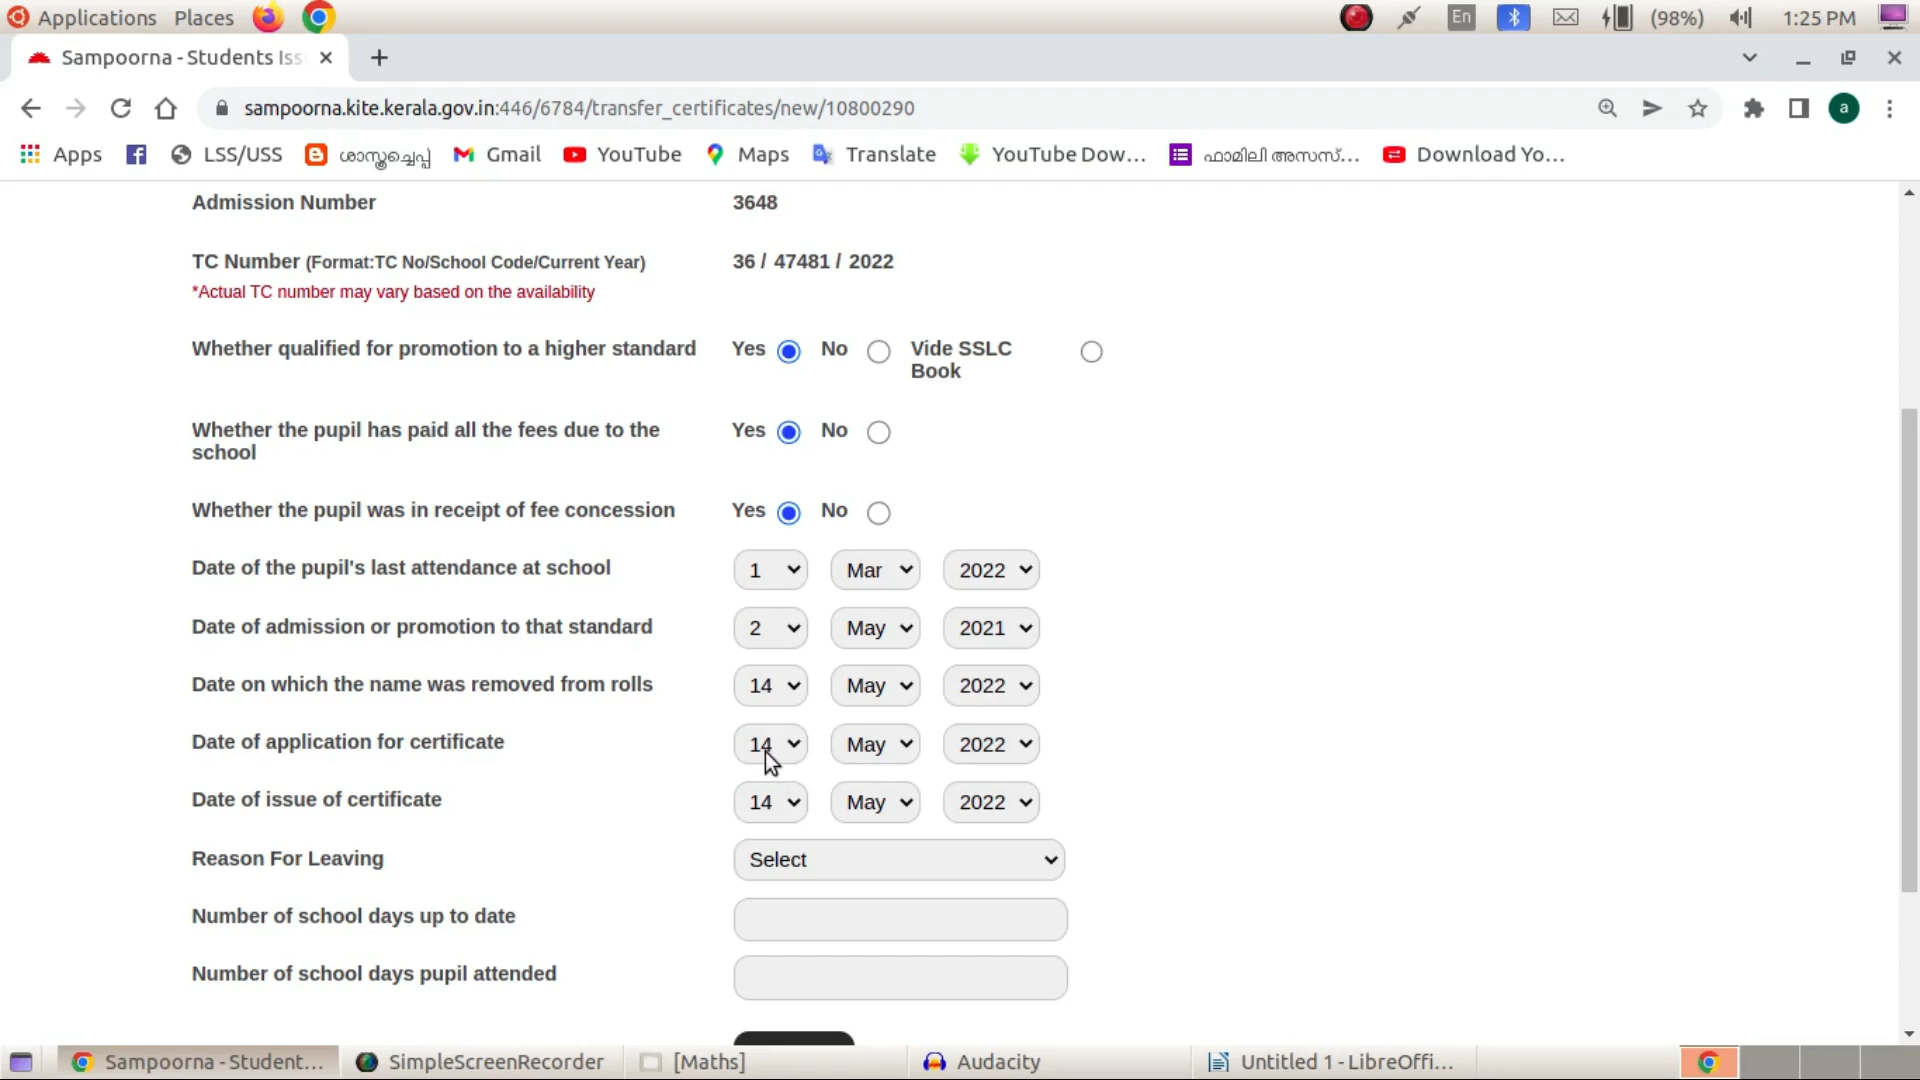 Applications Places En (98%) 1:25 PM
Sampoorna - Students Iss
sampoorna.kite.kerala.gov.in:446/6784/transfer_certificates/new/10800290 a
Apps LSS/USS ശാസ്ത്രച്ചെപ്പ് Gmail YouTube Maps Translate YouTube Dow... ഫാമിലി അസസ്... Download Yo...
Admission Number 3648
TC Number (Format:TC No/School Code/Current Year) 36 / 47481 / 2022
*Actual TC number may vary based on the availability
Whether qualified for promotion to a higher standard Yes No Vide SSLC
Book
Whether the pupil has paid all the fees due to the Yes No
school
Whether the pupil was in receipt of fee concession Yes No
Date of the pupil's last attendance at school 1 Mar 2022
Date of admission or promotion to that standard 2 May 2021
Date on which the name was removed from rolls 14 May 2022
Date of application for certificate 14 May 2022
Date of issue of certificate 14 May 2022
Reason For Leaving Select
Number of school days up to date
Number of school days pupil attended
Sampoorna - Student... SimpleScreenRecorder [Maths] Audacity Untitled 1 - LibreOffi...